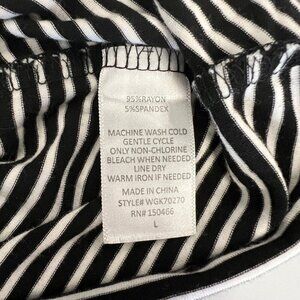 95%RAYON
5%SPANDEX
MACHINE WASH COLD
GENTLE CYCLE
ONLY NON-CHLORINE
BLEACH WHEN NEEDED
LINE DRY
WARM IRON IF NEEDED
MADE IN CHINA
STYLE# WGK70270
RN# 150466
L